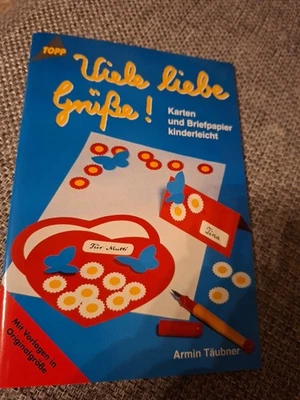 TOPP
Viele liebe
Grüße!
Karten
und Briefpapier
kinderleicht
Für Mutti
Tina
Mit Vorlagen in
Originalgröße
Armin Täubner